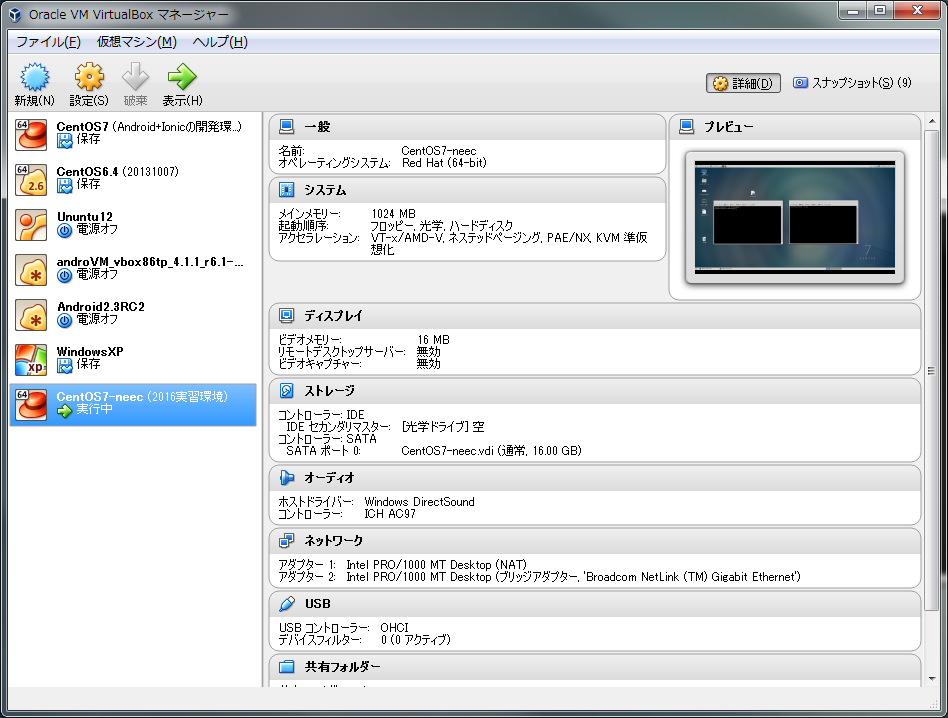 Oracle VM VirtualBox マネージャー
ファイル(F) 仮想マシン(M) ヘルプ(H)
新規(N) 設定(S) 破棄 表示(H)
詳細(D) スナップショット(S) (9)
64
CentOS7 (Android+Ionicの開発環...)
保存
64
2.6
CentOS6.4 (20131007)
保存
Ununtu12
電源オフ
androVM_vbox86tp_4.1.1_r6.1-...
電源オフ
Android2.3RC2
電源オフ
XP
WindowsXP
保存
64
CentOS7-neec (2016実習環境)
実行中
一般
名前: CentOS7-neec
オペレーティングシステム: Red Hat (64-bit)
システム
メインメモリー: 1024 MB
起動順序: フロッピー, 光学, ハードディスク
アクセラレーション: VT-x/AMD-V, ネステッドページング, PAE/NX, KVM 準仮
想化
プレビュー
7
ディスプレイ
ビデオメモリー: 16 MB
リモートデスクトップサーバー: 無効
ビデオキャプチャー: 無効
ストレージ
コントローラー: IDE
IDE セカンダリマスター: [光学ドライブ] 空
コントローラー: SATA
SATA ポート 0: CentOS7-neec.vdi (通常, 16.00 GB)
オーディオ
ホストドライバー: Windows DirectSound
コントローラー: ICH AC97
ネットワーク
アダプター 1: Intel PRO/1000 MT Desktop (NAT)
アダプター 2: Intel PRO/1000 MT Desktop (ブリッジアダプター, 'Broadcom NetLink (TM) Gigabit Ethernet')
USB
USB コントローラー: OHCI
デバイスフィルター: 0 (0 アクティブ)
共有フォルダー